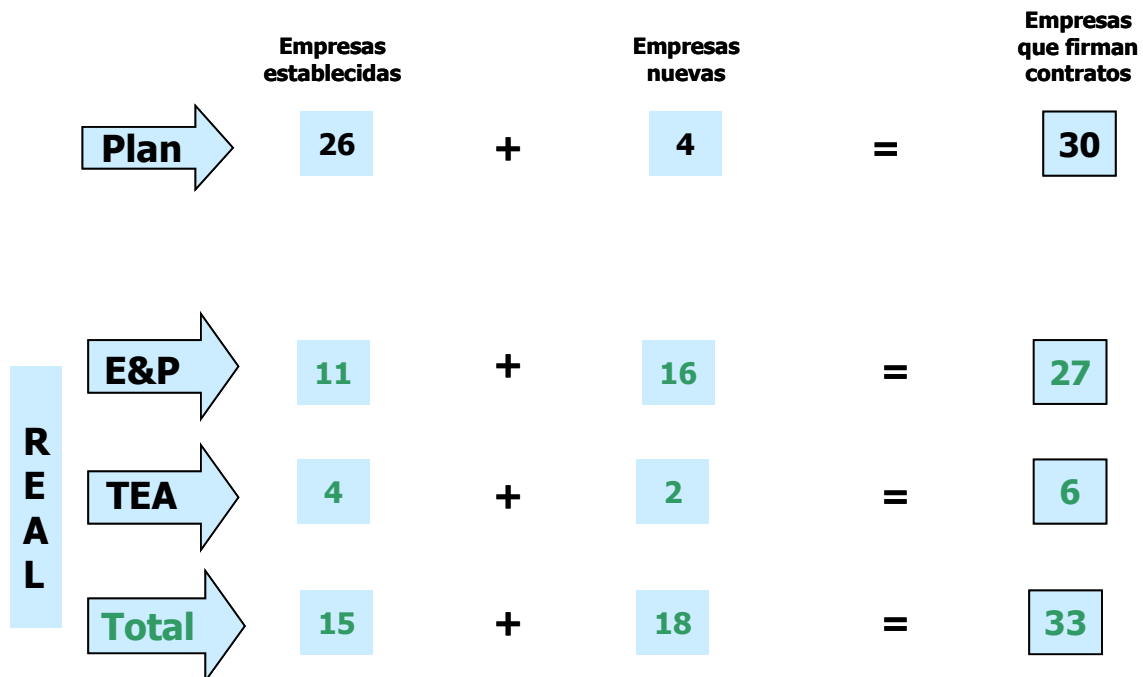 Empresas
establecidas
Empresas
nuevas
Empresas
que firman
contratos
Plan 26 + 4 = 30
REAL
E&P 11 + 16 = 27
TEA 4 + 2 = 6
Total 15 + 18 = 33